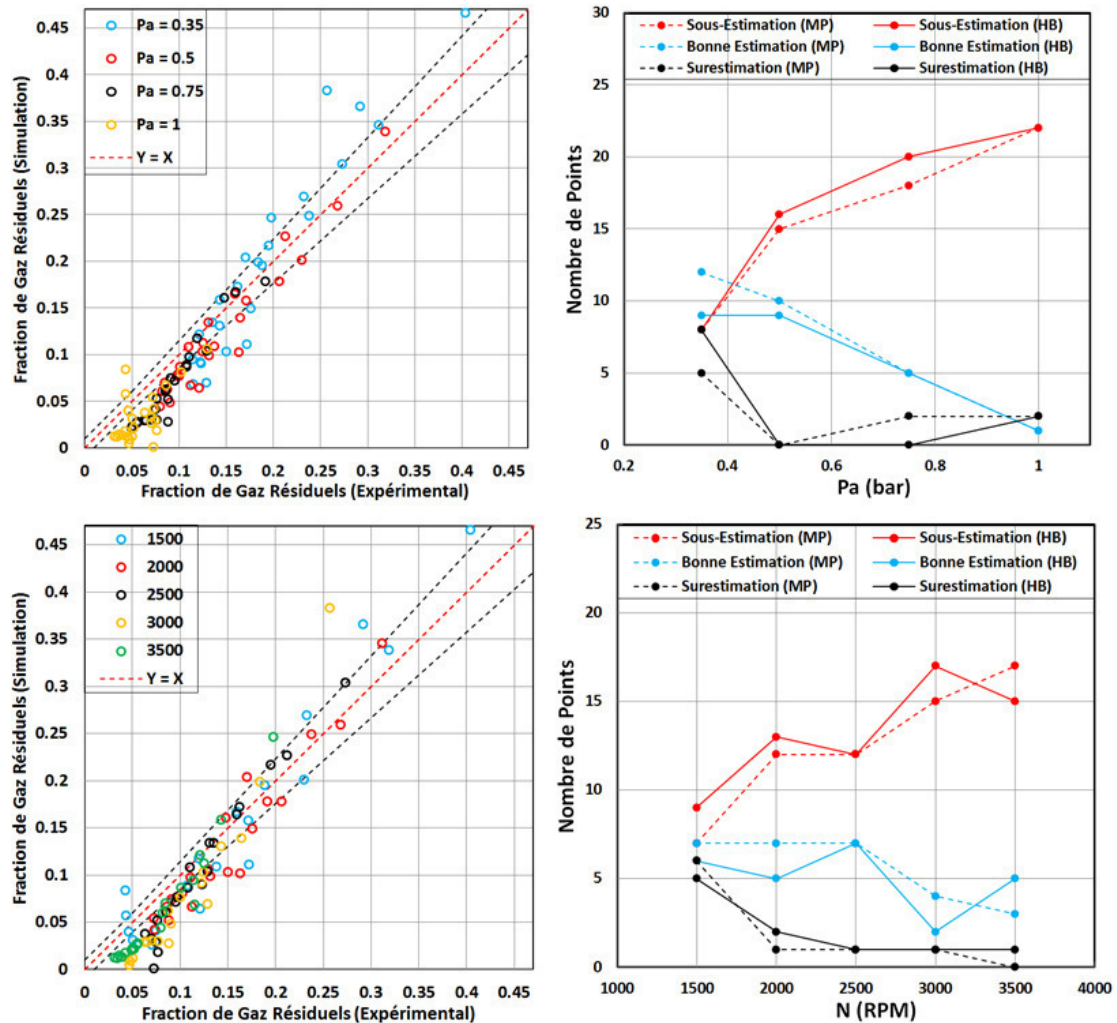 Fraction de Gaz Résiduels (Simulation)
0.45
0.4
0.35
0.3
0.25
0.2
0.15
0.1
0.05
0
Pa = 0.35
Pa = 0.5
Pa = 0.75
Pa = 1
Y = X
0 0.05 0.1 0.15 0.2 0.25 0.3 0.35 0.4 0.45
Fraction de Gaz Résiduels (Expérimental)
Nombre de Points
30
25
20
15
10
5
0
Sous-Estimation (MP) Sous-Estimation (HB)
Bonne Estimation (MP) Bonne Estimation (HB)
Surestimation (MP) Surestimation (HB)
0.2 0.4 0.6 0.8 1
Pa (bar)
Fraction de Gaz Résiduels (Simulation)
0.45
0.4
0.35
0.3
0.25
0.2
0.15
0.1
0.05
0
1500
2000
2500
3000
3500
Y = X
0 0.05 0.1 0.15 0.2 0.25 0.3 0.35 0.4 0.45
Fraction de Gaz Résiduels (Expérimental)
Nombre de Points
25
20
15
10
5
0
Sous-Estimation (MP) Sous-Estimation (HB)
Bonne Estimation (MP) Bonne Estimation (HB)
Surestimation (MP) Surestimation (HB)
1000 1500 2000 2500 3000 3500 4000
N (RPM)